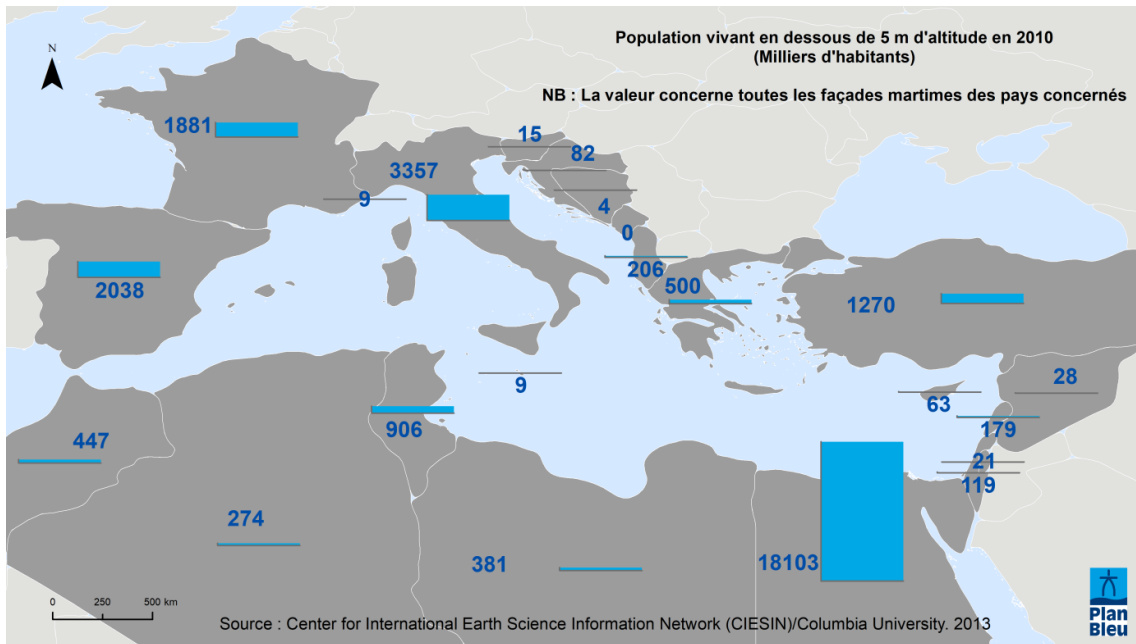 Population vivant en dessous de 5 m d'altitude en 2010
(Milliers d'habitants)
NB : La valeur concerne toutes les façades martimes des pays concernés
N
1881
15
82
3357
9
4
0
206
500
2038
1270
9
28
63
179
906
447
21
119
274
381
18103
0 250 500 km
Source : Center for International Earth Science Information Network (CIESIN)/Columbia University. 2013
Plan
Bleu